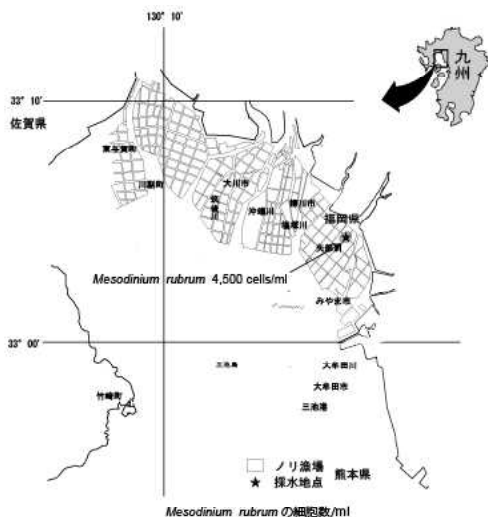 130° 10′
九州
33° 10′
佐賀県
東与賀町
川副町
大川市
筑後川
沖端川
柳川市
塩塚川
福岡県
矢部川
Mesodinium rubrum 4,500 cells/ml
みやま市
33° 00′
三池島
大牟田川
大牟田市
竹崎町
三池港
ノリ漁場
採水地点
熊本県
Mesodinium rubrum の細胞数/ml